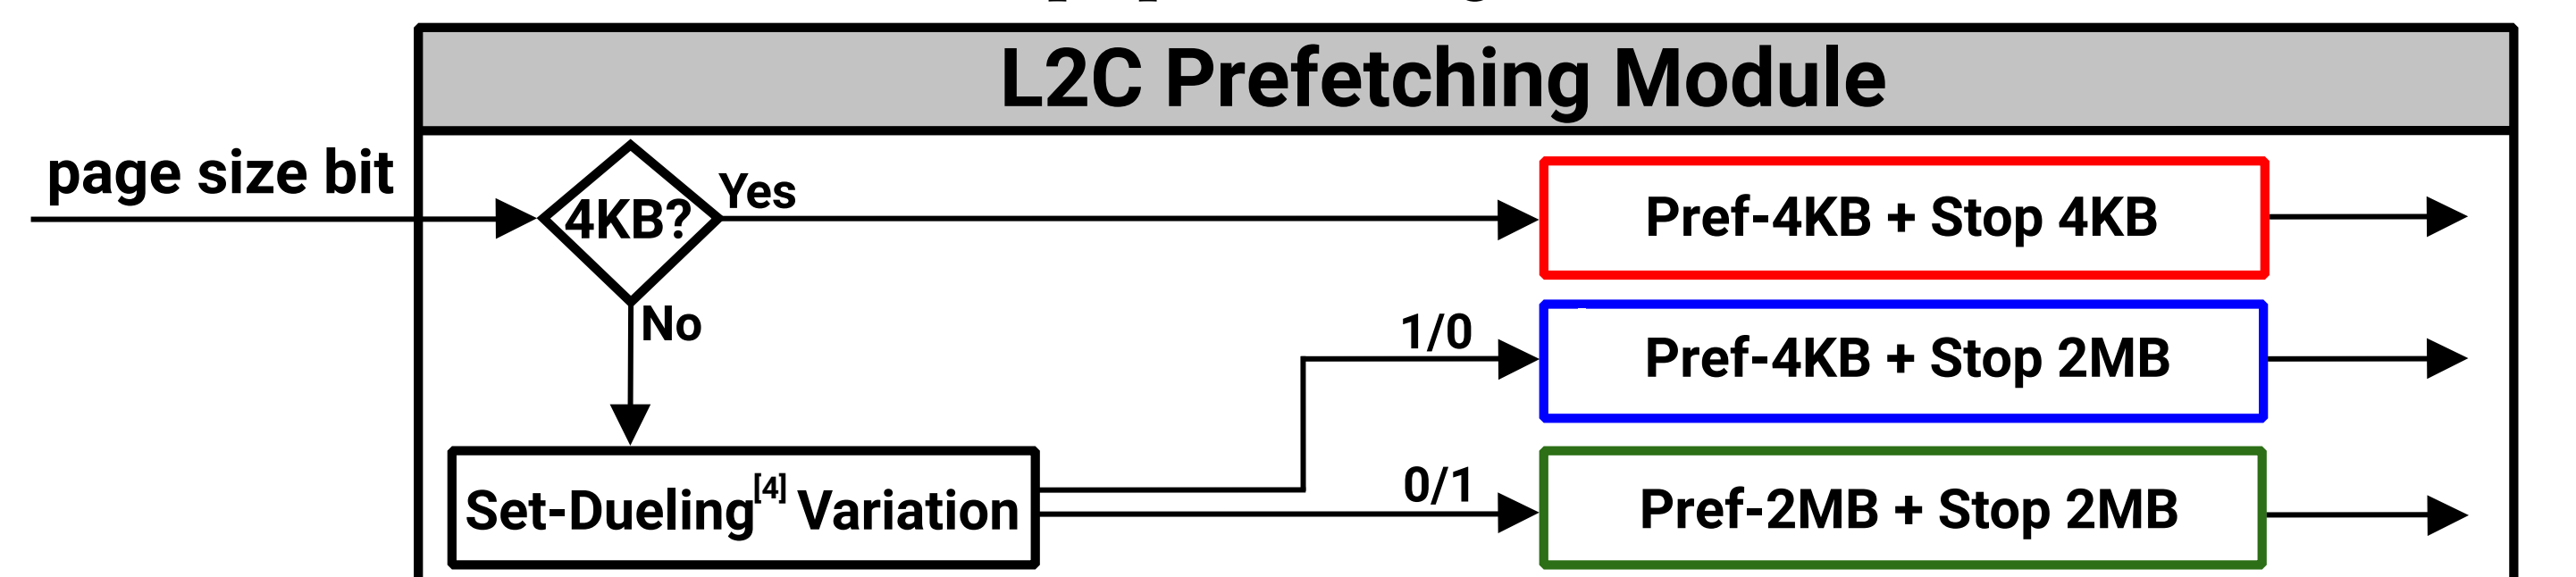 L2C Prefetching Module
page size bit
4KB?
Yes
Pref-4KB + Stop 4KB
No
1/0
Pref-4KB + Stop 2MB
Set-Dueling[4] Variation
0/1
Pref-2MB + Stop 2MB